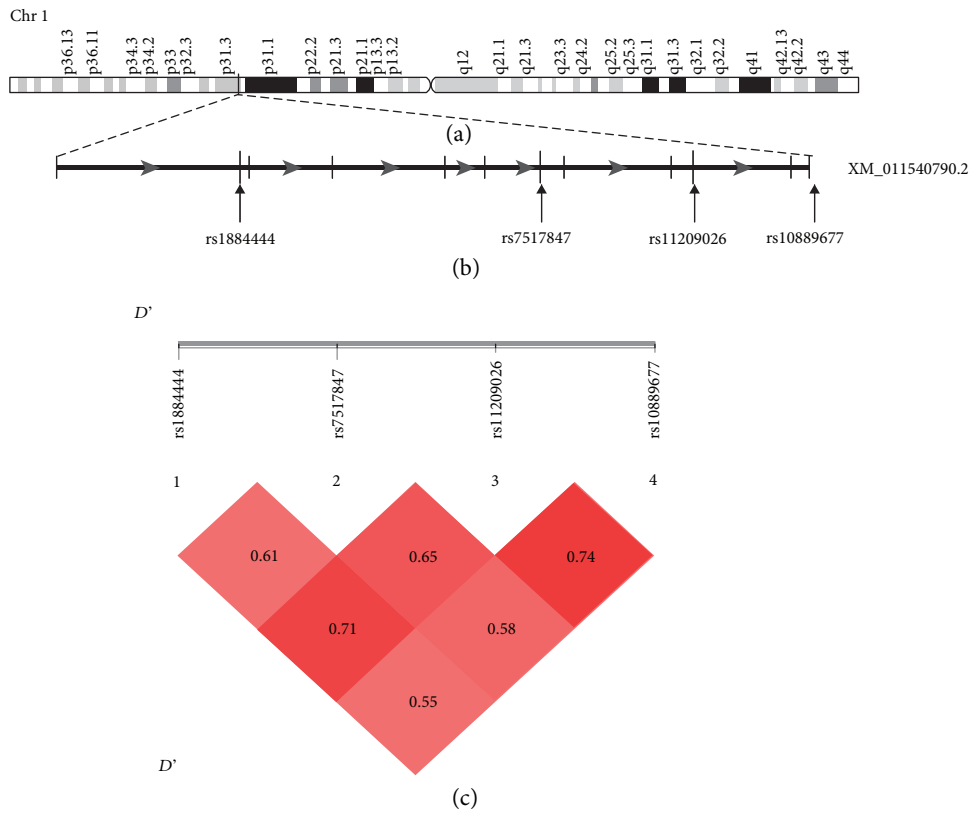 Chr 1
p36.13
p36.11
p34.3
p34.2
p33
p32.3
p31.3
p31.1
p22.2
p21.3
p21.1
p13.3
p13.2
q12
q21.1
q21.3
q23.3
q24.2
q25.2
q25.3
q31.1
q31.3
q32.1
q32.2
q41
q42.13
q42.2
q43
q44
(a)
XM_011540790.2
rs1884444
rs7517847
rs11209026
rs10889677
(b)
D’
rs1884444
rs7517847
rs11209026
rs10889677
1 2 3 4
0.61 0.65 0.74
0.71 0.58
0.55
D’
(c)